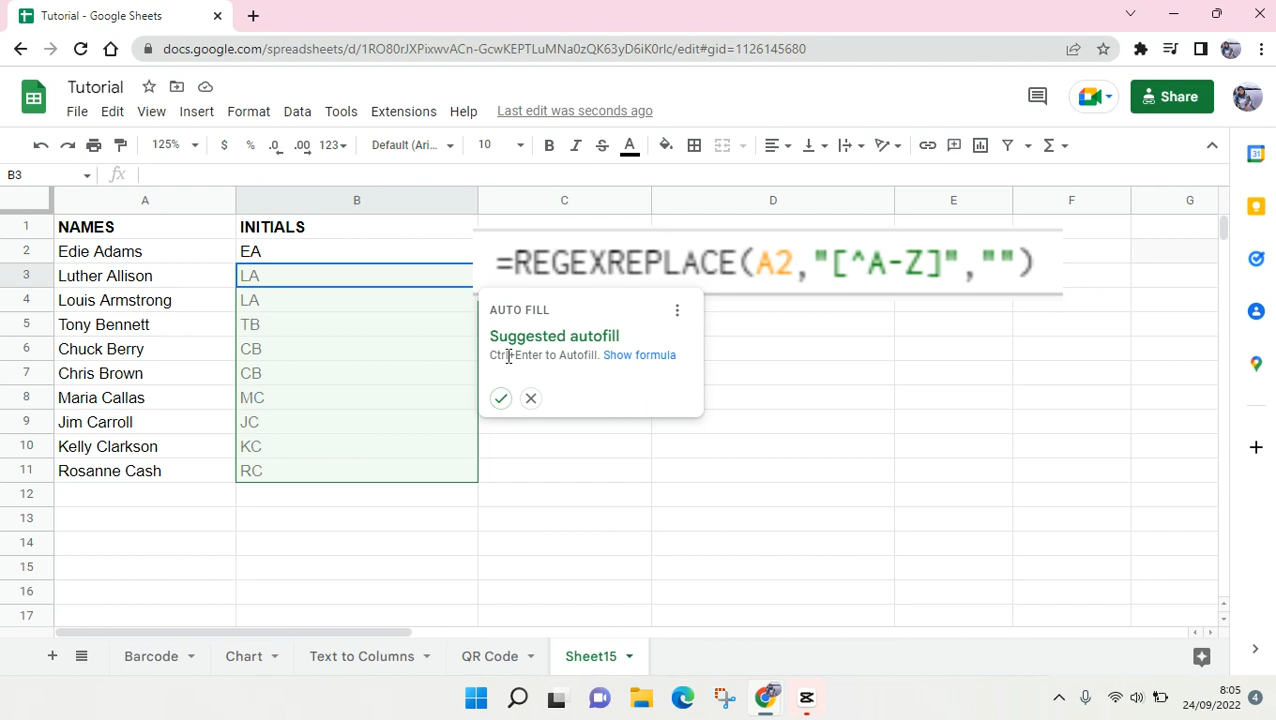 Tutorial - Google Sheets
docs.google.com/spreadsheets/d/1RO80rJXPixwvACn-GcwKEPTLuMNa0zQK63yD6iK0rlc/edit#gid=1126145680
Tutorial
File Edit View Insert Format Data Tools Extensions Help Last edit was seconds ago
Share
125% $ % .0 .00 123 Default (Ari... 10 B I S A
B3 fx
A B C D E F G
1 NAMES INITIALS
2 Edie Adams EA
=REGEXREPLACE(A2,"[^A-Z]","")
3 Luther Allison LA
4 Louis Armstrong LA
5 Tony Bennett TB
6 Chuck Berry CB
7 Chris Brown CB
8 Maria Callas MC
9 Jim Carroll JC
10 Kelly Clarkson KC
11 Rosanne Cash RC
12
13
14
15
16
17
AUTO FILL
Suggested autofill
Ctrl+Enter to Autofill. Show formula
31
Barcode Chart Text to Columns QR Code Sheet15
8:05
24/09/2022 4